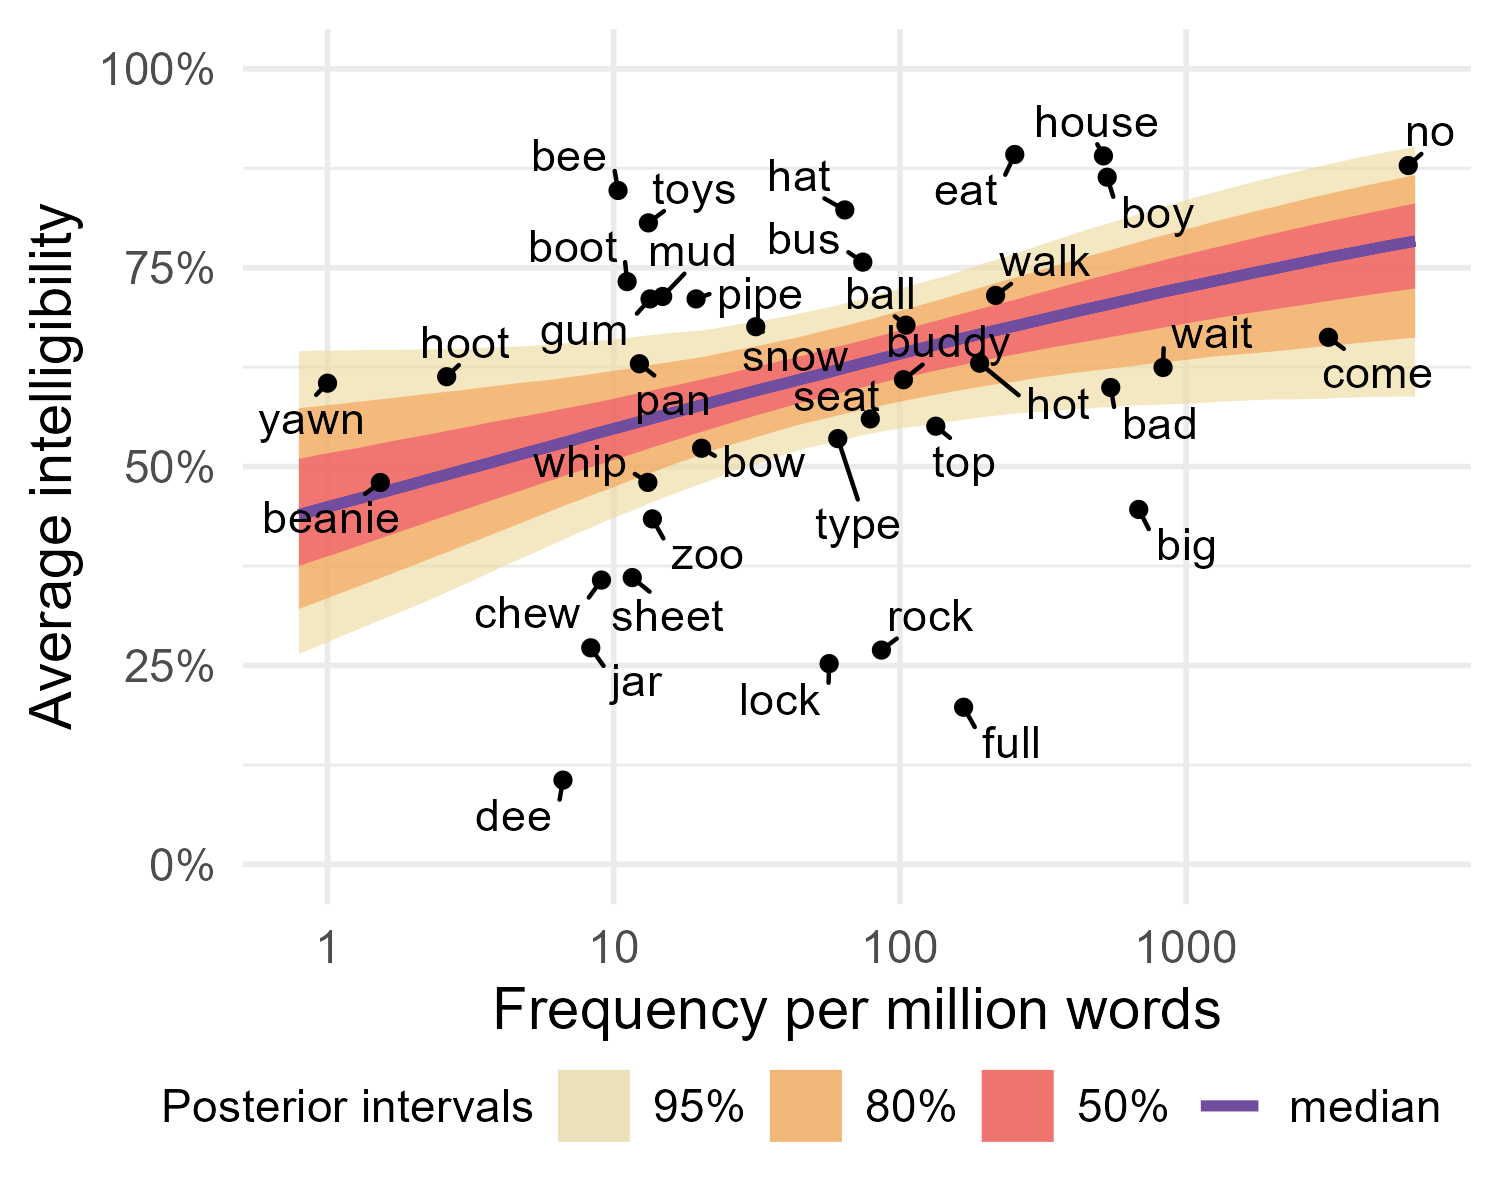 100%
75%
50%
25%
0%
Average intelligibility
house
no
bee
toys
hat
eat
boy
boot
mud
bus
walk
pipe
ball
gum
hoot
snow
buddy
wait
come
yawn
pan
seat
hot
bad
whip
bow
top
beanie
type
zoo
big
chew
sheet
rock
jar
lock
full
dee
1 10 100 1000
Frequency per million words
Posterior intervals 95% 80% 50% median